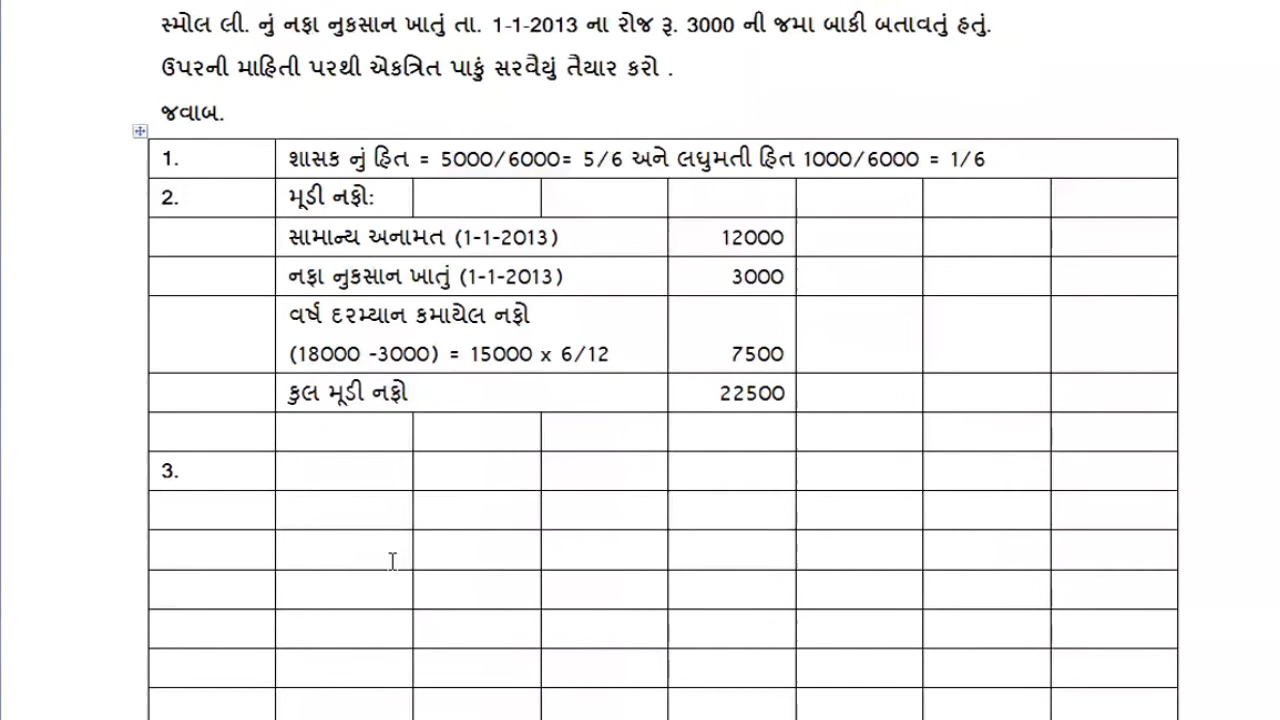 સ્મોલ લી. નું નફા નુકસાન ખાતું તા. 1-1-2013 ના રોજ રૂ. 3000 ની જમા બાકી બતાવતું હતું.
ઉપરની માહિતી પરથી એકત્રિત પાકું સરવૈયું તૈયાર કરો .
જવાબ.
1. શાસક નું હિત = 5000/6000= 5/6 અને લઘુમતી હિત 1000/6000 = 1/6
2. મૂડી નફો:
સામાન્ય અનામત (1-1-2013) 12000
નફા નુકસાન ખાતું (1-1-2013) 3000
વર્ષ દરમ્યાન કમાયેલ નફો
(18000 -3000) = 15000 x 6/12 7500
કુલ મૂડી નફો 22500
3.